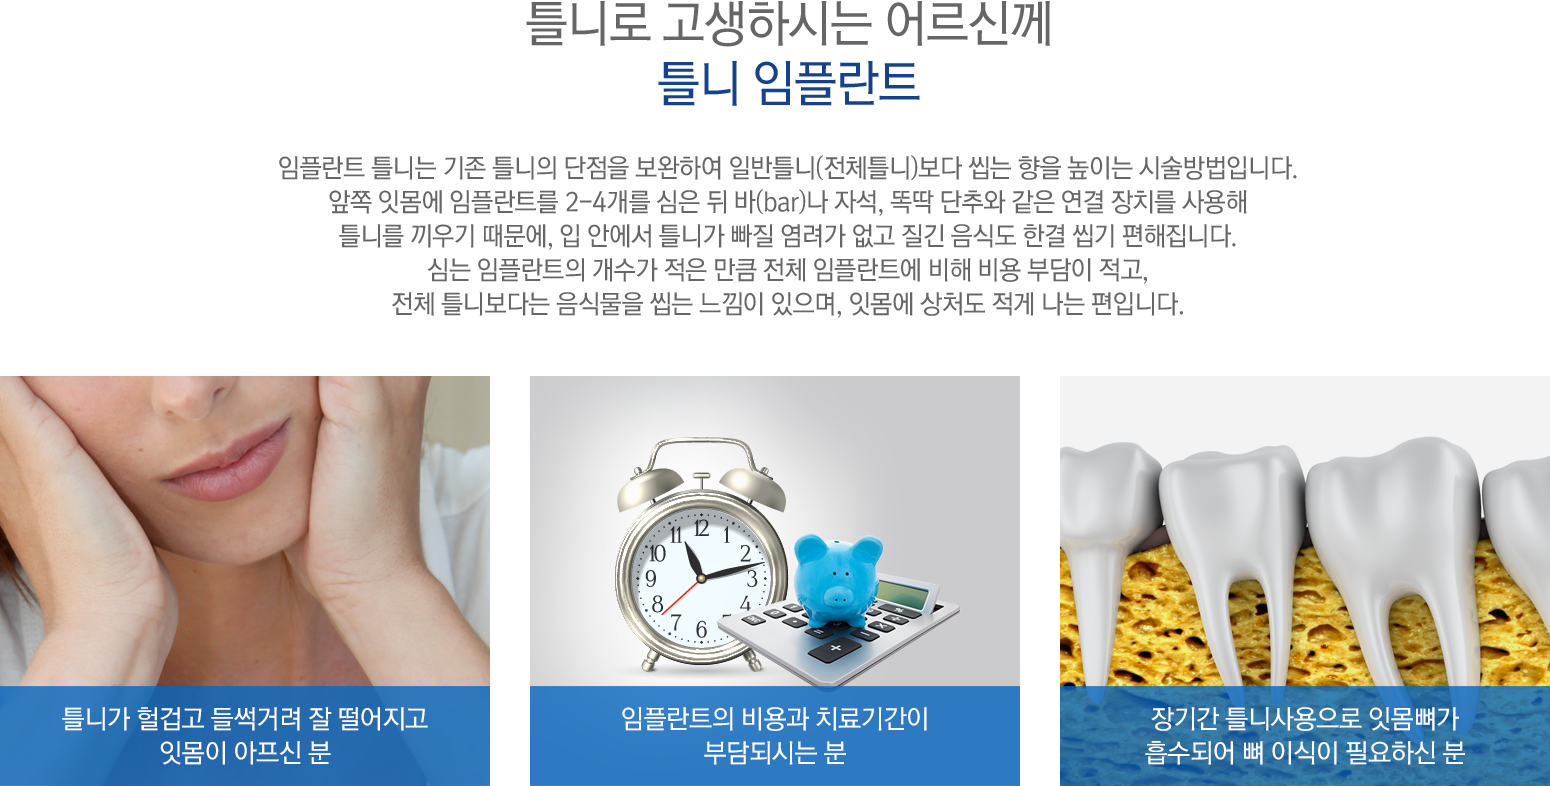 틀니로 고생하시는 어르신께
틀니 임플란트
임플란트 틀니는 기존 틀니의 단점을 보완하여 일반틀니(전체틀니)보다 씹는 향을 높이는 시술방법입니다.
앞쪽 잇몸에 임플란트를 2-4개를 심은 뒤 바(bar)나 자석, 똑딱 단추와 같은 연결 장치를 사용해
틀니를 끼우기 때문에, 입 안에서 틀니가 빠질 염려가 없고 질긴 음식도 한결 씹기 편해집니다.
심는 임플란트의 개수가 적은 만큼 전체 임플란트에 비해 비용 부담이 적고,
전체 틀니보다는 음식물을 씹는 느낌이 있으며, 잇몸에 상처도 적게 나는 편입니다.
틀니가 헐겁고 들썩거려 잘 떨어지고
잇몸이 아프신 분
임플란트의 비용과 치료기간이
부담되시는 분
장기간 틀니사용으로 잇몸뼈가
흡수되어 뼈 이식이 필요하신 분